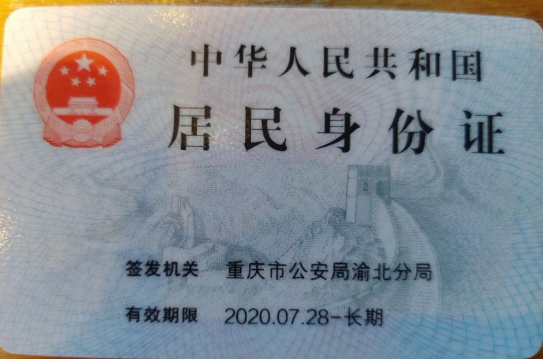 中华人民共和国
居民身份证
签发机关 重庆市公安局渝北分局
有效期限 2020.07.28-长期